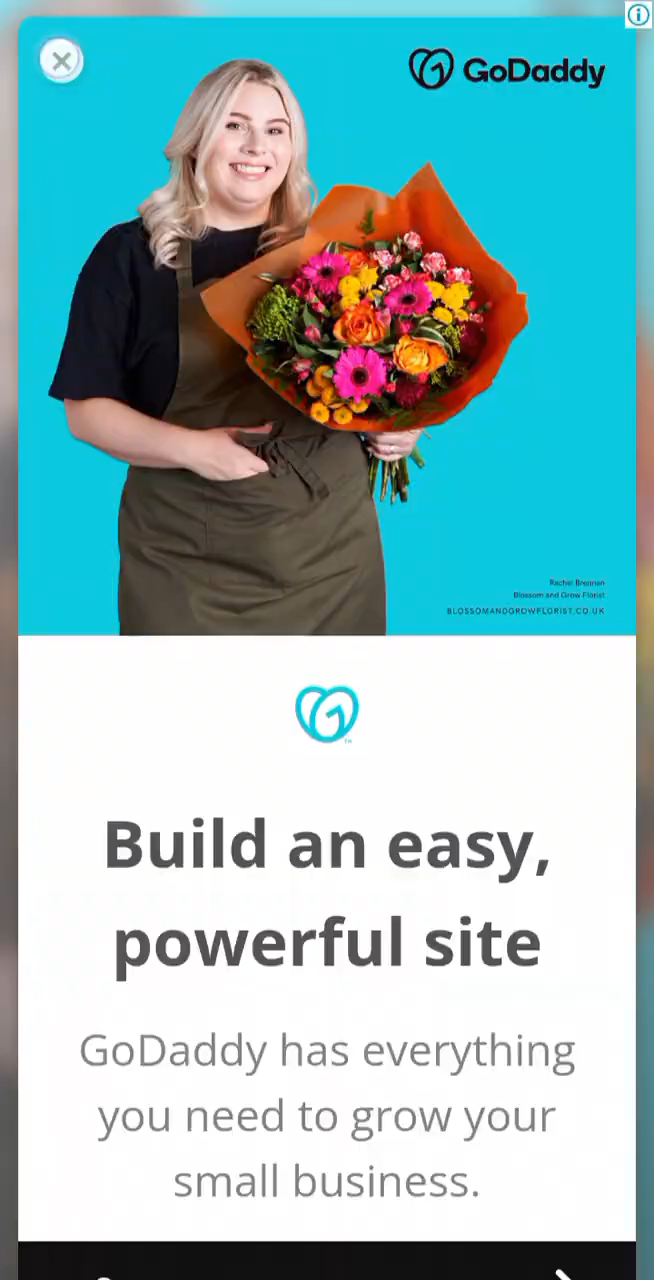 GoDaddy
Rachel Brennan
Blossom and Grow Florist
BLOSSOMANDGROWFLORIST.CO.UK
TM
Build an easy,
powerful site
GoDaddy has everything
you need to grow your
small business.